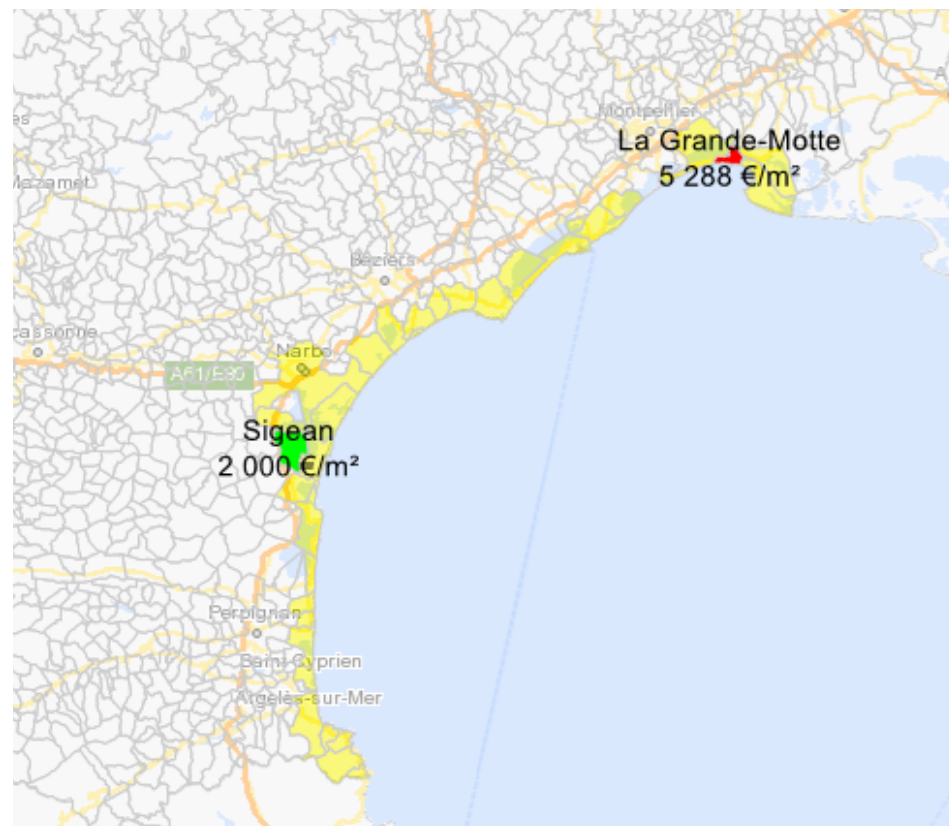 Montpellier
La Grande-Motte
5 288 €/m²
Mazamet
Béziers
Narbo
A61/E80
Sigean
2 000 €/m²
Perpignan
Saint-Cyprien
Argelès-sur-Mer